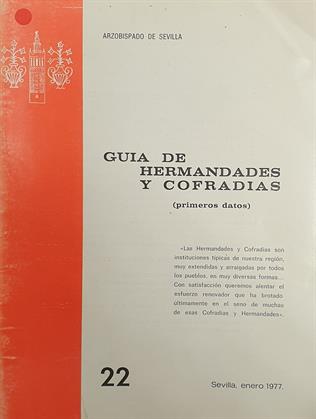 ARZOBISPADO DE SEVILLA
GUIA DE
HERMANDADES
Y COFRADIAS
(primeros datos)
«Las Hermandades y Cofradías son
instituciones típicas de nuestra región,
muy extendidas y arraigadas por todos
los pueblos, en muy diversas formas...
Con satisfacción queremos alentar el
esfuerzo renovador que ha brotado
últimamente en el seno de muchas
de esas Cofradías y Hermandades».
22
Sevilla, enero 1977.